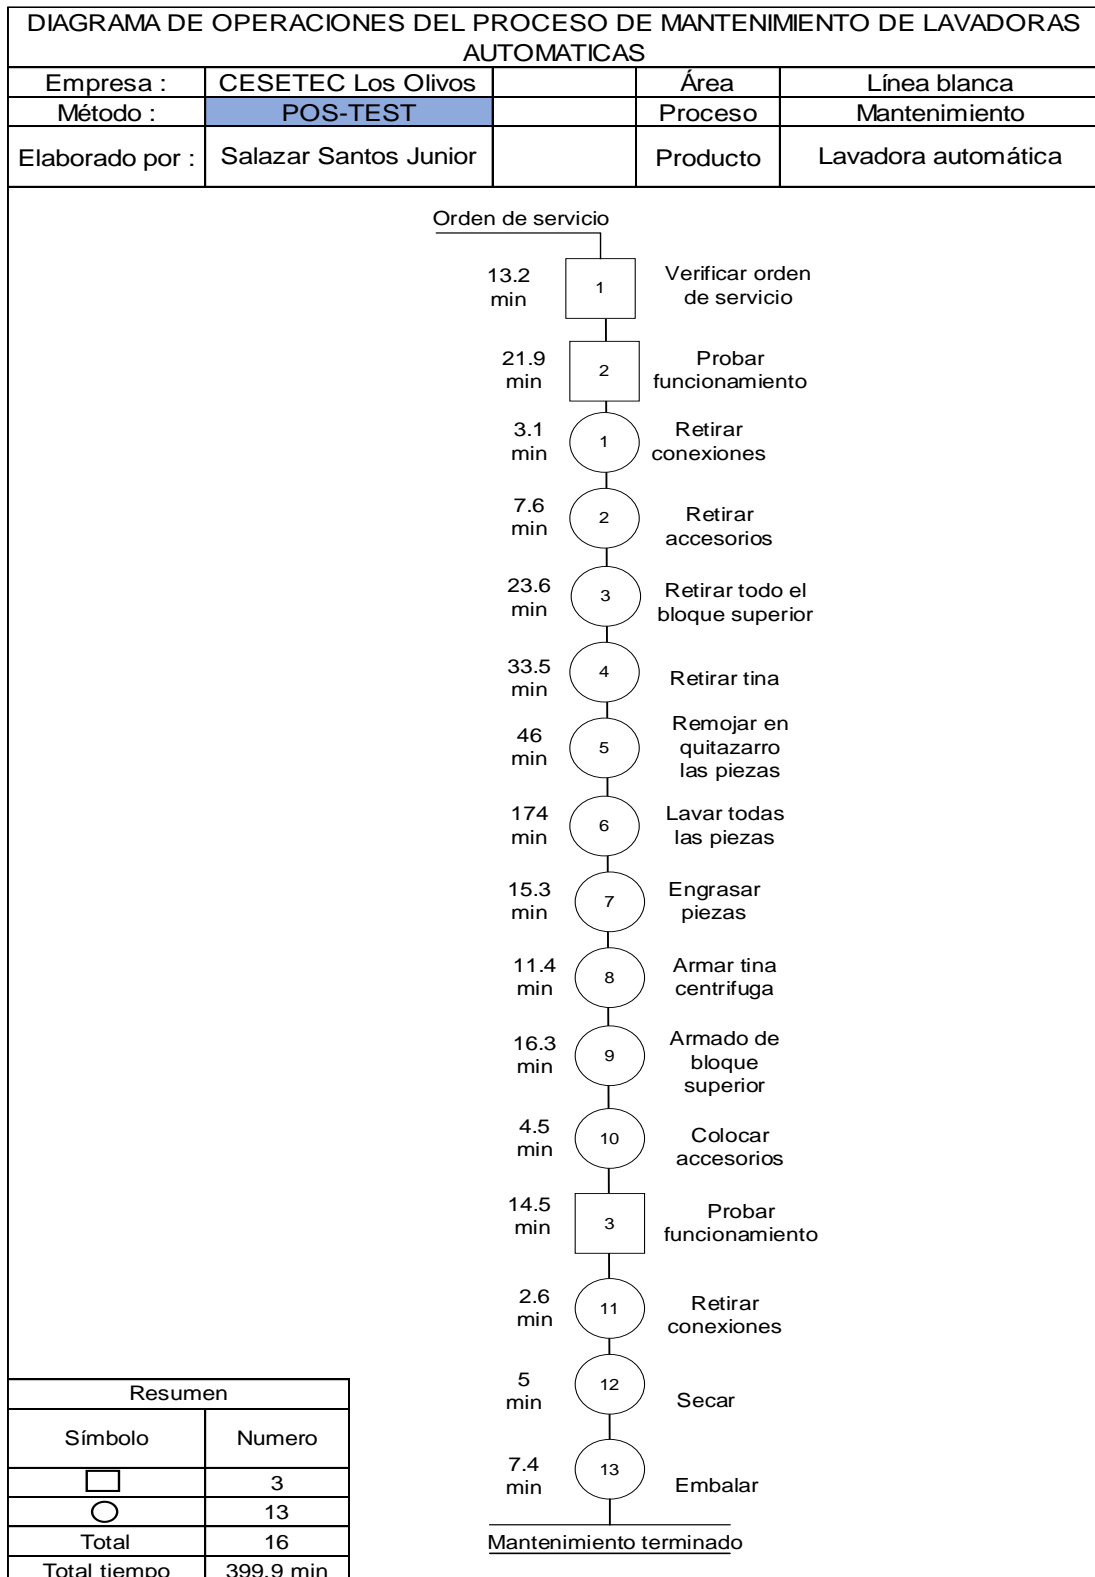 DIAGRAMA DE OPERACIONES DEL PROCESO DE MANTENIMIENTO DE LAVADORAS
AUTOMATICAS
Empresa : CESETEC Los Olivos Área Línea blanca
Método : POS-TEST Proceso Mantenimiento
Elaborado por : Salazar Santos Junior Producto Lavadora automática
Orden de servicio
13.2
min
1
Verificar orden
de servicio
21.9
min
2
Probar
funcionamiento
3.1
min
1
Retirar
conexiones
7.6
min
2
Retirar
accesorios
23.6
min
3
Retirar todo el
bloque superior
33.5
min
4
Retirar tina
46
min
5
Remojar en
quitazarro
las piezas
174
min
6
Lavar todas
las piezas
15.3
min
7
Engrasar
piezas
11.4
min
8
Armar tina
centrifuga
16.3
min
9
Armado de
bloque
superior
4.5
min
10
Colocar
accesorios
14.5
min
3
Probar
funcionamiento
2.6
min
11
Retirar
conexiones
5
min
12
Secar
7.4
min
13
Embalar
Mantenimiento terminado
Resumen
Símbolo Numero
3
13
Total 16
Total tiempo 399.9 min